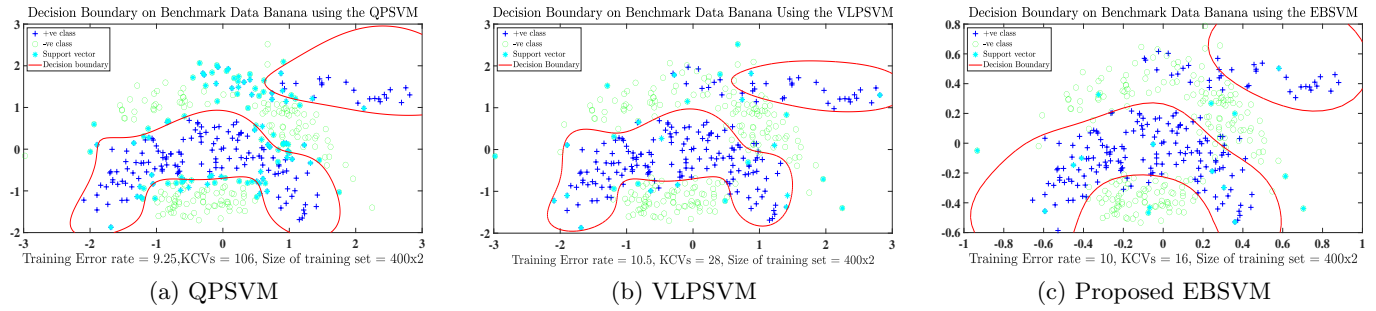 Decision Boundary on Benchmark Data Banana using the QPSVM
+ve class
-ve class
Support vector
Decision boundary
3
2
1
0
-1
-2
-3 -2 -1 0 1 2 3
Training Error rate = 9.25,KCVs = 106, Size of training set = 400x2
(a) QPSVM
Decision Boundary on Benchmark Data Banana Using the VLPSVM
+ve class
-ve class
Support vector
Decision boundary
3
2
1
0
-1
-2
-3 -2 -1 0 1 2 3
Training Error rate = 10.5, KCVs = 28, Size of training set = 400x2
(b) VLPSVM
Decision Boundary on Benchmark Data Banana using the EBSVM
+ve class
-ve class
Support vector
Decision Boundary
0.8
0.6
0.4
0.2
0
-0.2
-0.4
-0.6
-1 -0.8 -0.6 -0.4 -0.2 0 0.2 0.4 0.6 0.8 1
Training Error rate = 10, KCVs = 16, Size of training set = 400x2
(c) Proposed EBSVM